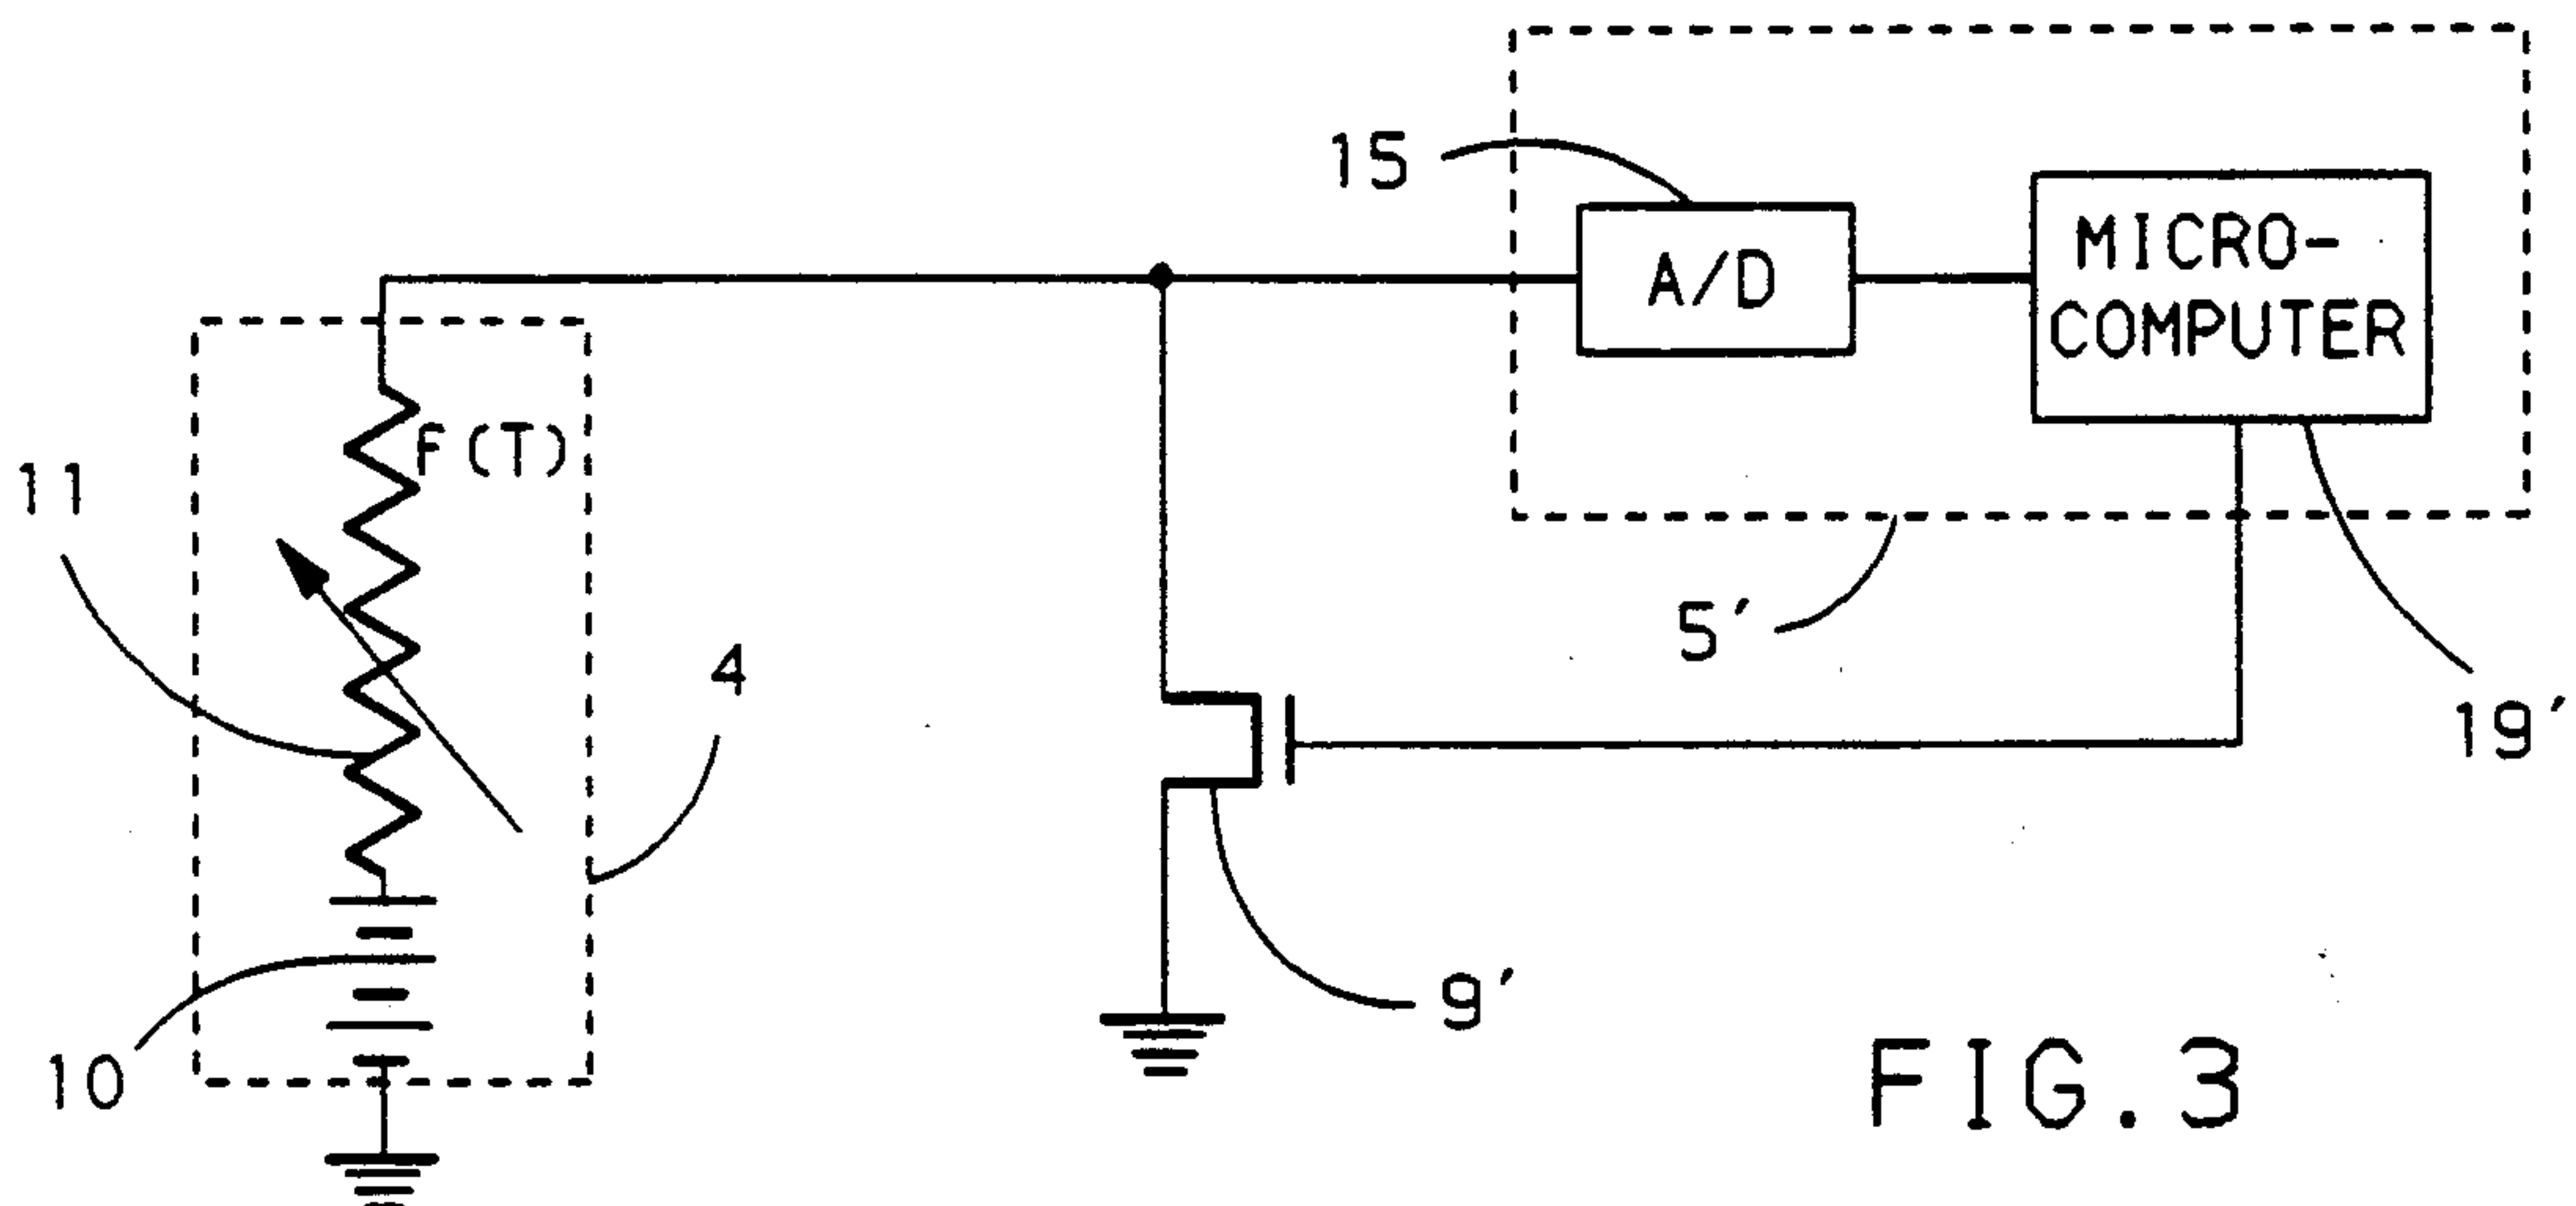 15
A/D
MICRO-
COMPUTER
F(T)
11
4
5'
19'
9'
10
FIG.3